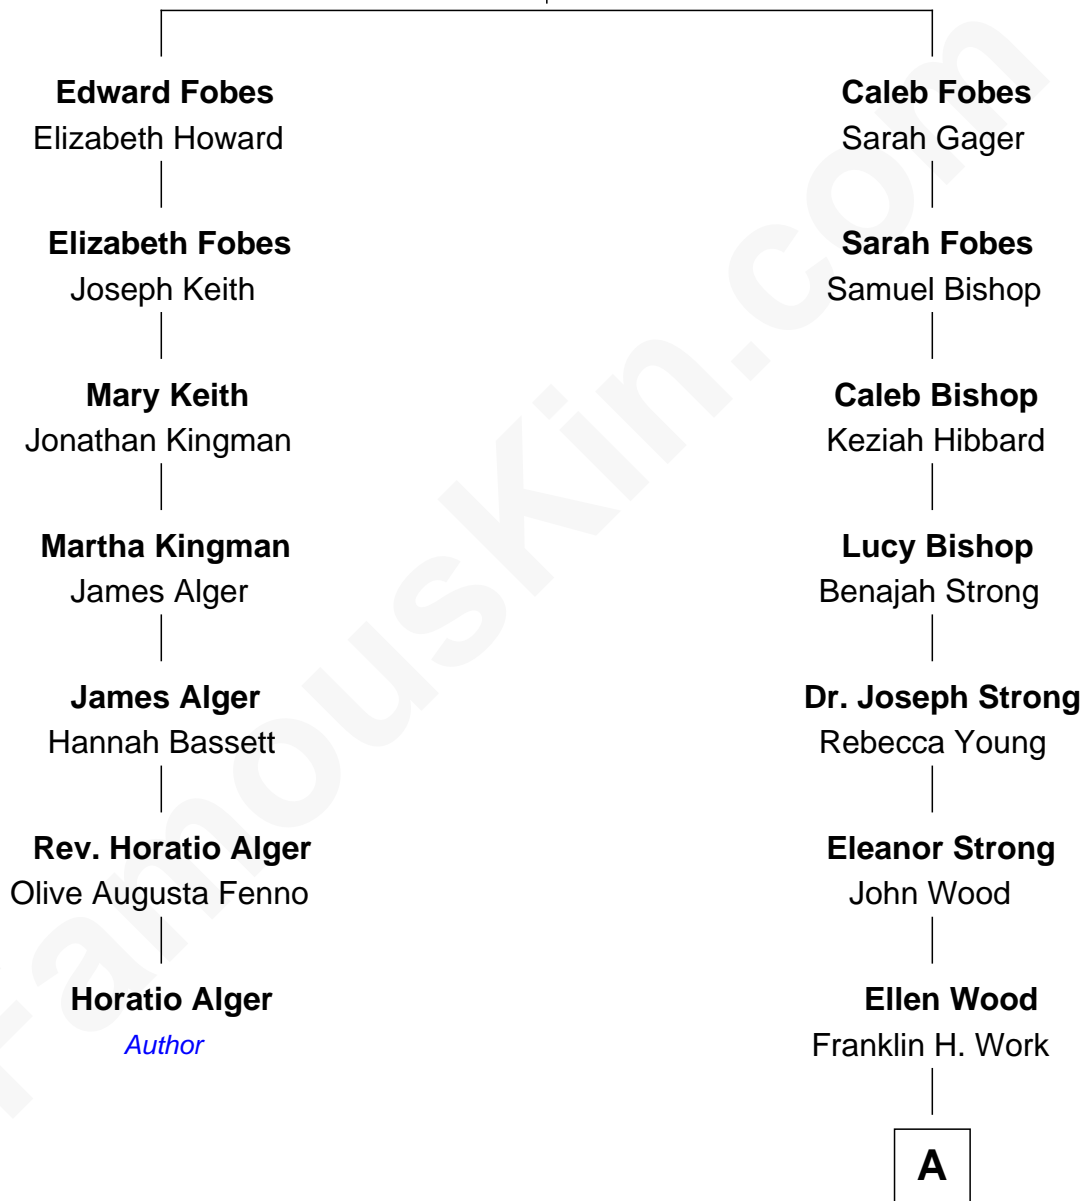 Edward Fobes
Elizabeth Howard
Elizabeth Fobes
Joseph Keith
Mary Keith
Jonathan Kingman
Martha Kingman
James Alger
James Alger
Hannah Bassett
Rev. Horatio Alger
Olive Augusta Fenno
Horatio Alger
Author
Caleb Fobes
Sarah Gager
Sarah Fobes
Samuel Bishop
Caleb Bishop
Keziah Hibbard
Lucy Bishop
Benajah Strong
Dr. Joseph Strong
Rebecca Young
Eleanor Strong
John Wood
Ellen Wood
Franklin H. Work
A
FamousKin.com